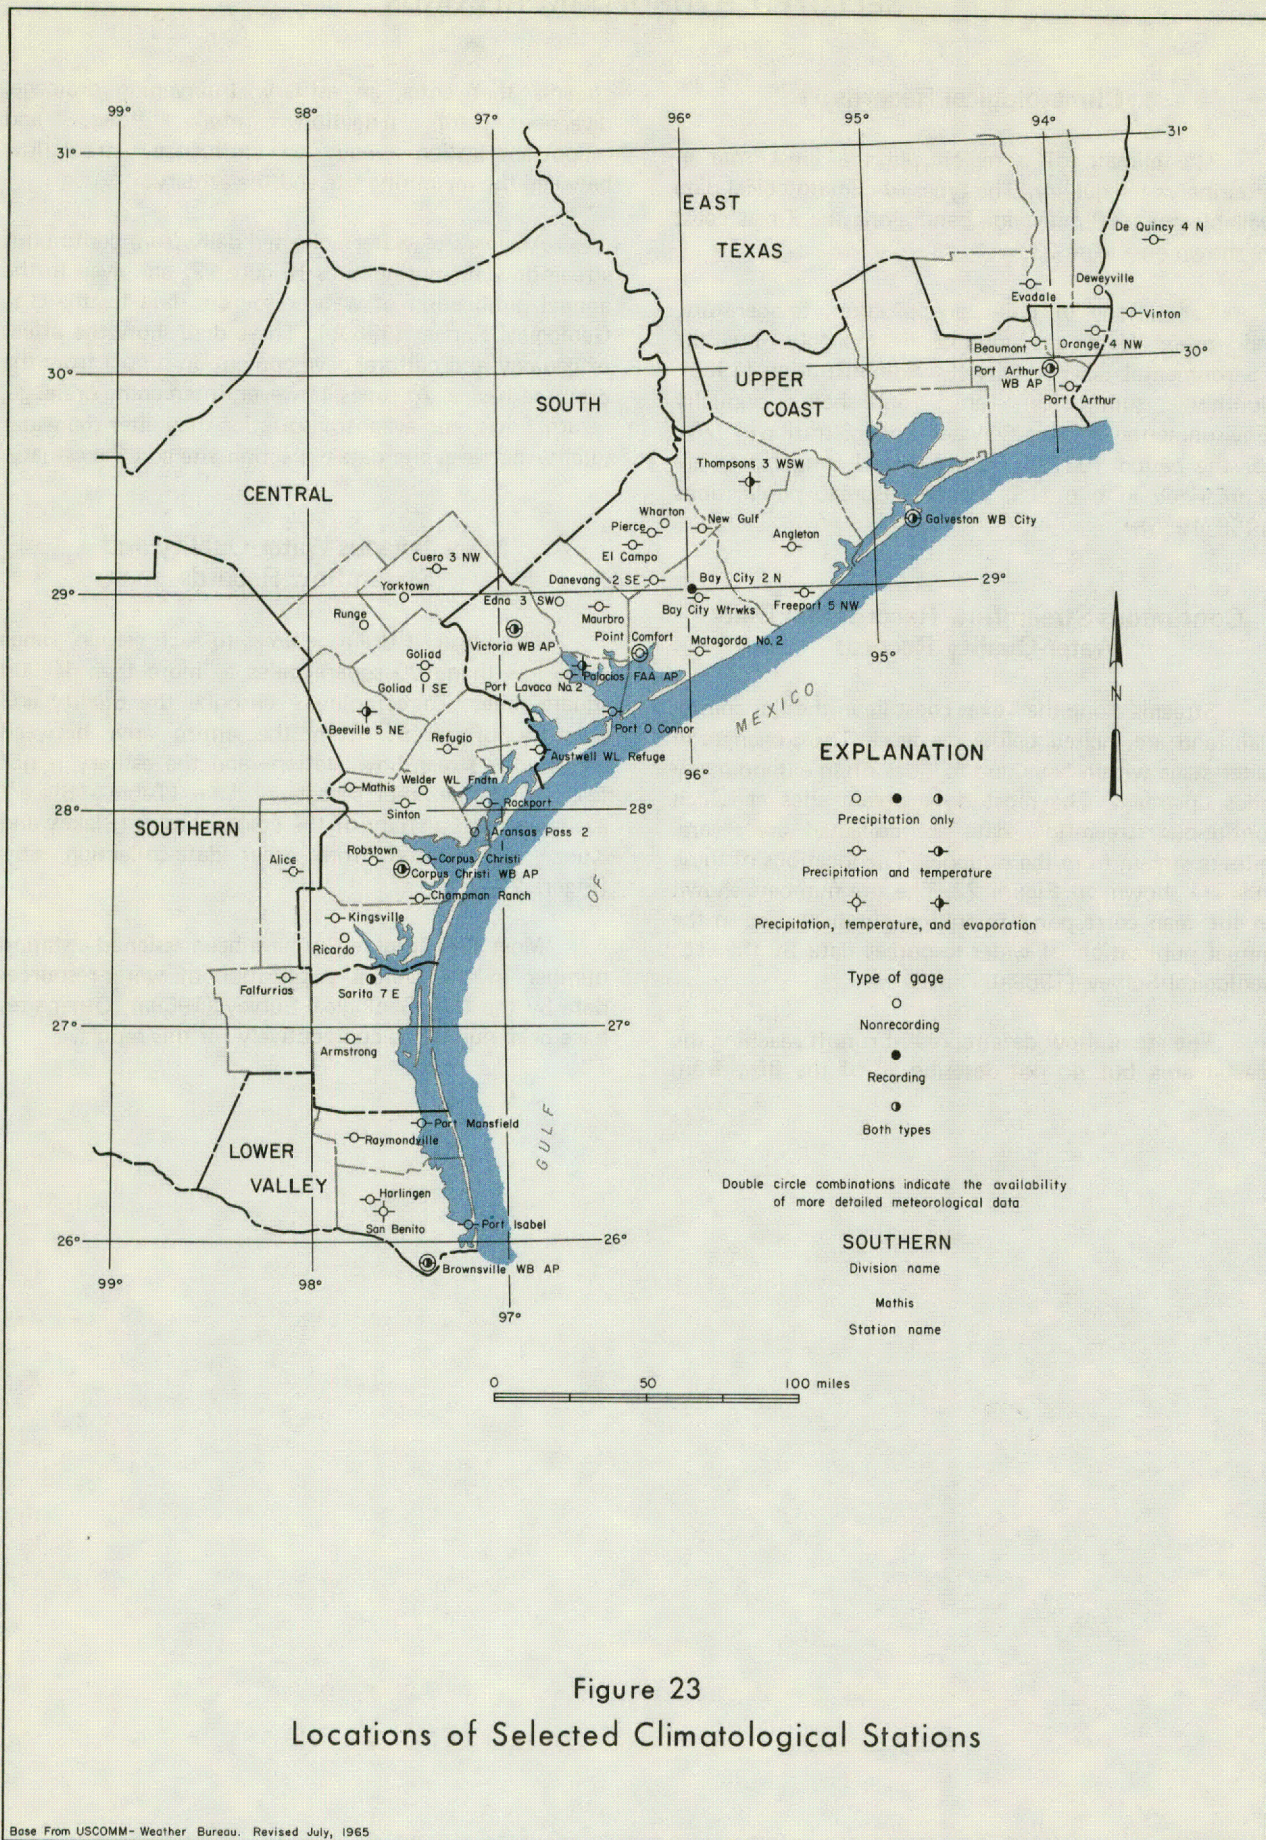 99°
98°
97°
96°
95°
94°
31°
31°
EAST
TEXAS
De Quincy 4 N
Deweyville
Evadale
Vinton
Beaumont
Orange 4 NW
30°
30°
Port Arthur
WB AP
Port Arthur
UPPER
COAST
SOUTH
CENTRAL
Thompsons 3 WSW
Wharton
New Gulf
Pierce
Galveston WB City
El Campo
Angleton
Cuero 3 NW
Danevang 2 SE
Bay City 2 N
29°
29°
Yorktown
Edna 3 SW
Maurbro
Bay City Wtrwks
Freeport 5 NW
Runge
Victoria WB AP
Point Comfort
Matagorda No. 2
95°
Goliad
Goliad 1 SE
Port Lavaca No. 2
Palacios FAA AP
Beeville 5 NE
Port O Connor
Refugio
Austwell WL Refuge
MEXICO
96°
Welder WL Fndtn
Mathis
Sinton
Rockport
28°
28°
SOUTHERN
Aransas Pass 2
Robstown
Alice
Corpus Christi
Corpus Christi WB AP
OF
Chapman Ranch
Kingsville
Ricardo
Falfurrias
Sarita 7 E
27°
27°
Armstrong
Port Mansfield
Raymondville
GULF
LOWER
VALLEY
Harlingen
San Benito
Port Isabel
26°
26°
Brownsville WB AP
99°
98°
97°
N
EXPLANATION
Precipitation only
Precipitation and temperature
Precipitation, temperature, and evaporation
Type of gage
Nonrecording
Recording
Both types
Double circle combinations indicate the availability
of more detailed meteorological data
SOUTHERN
Division name
Mathis
Station name
0 50 100 miles
Figure 23
Locations of Selected Climatological Stations
Base From USCOMM- Weather Bureau. Revised July, 1965